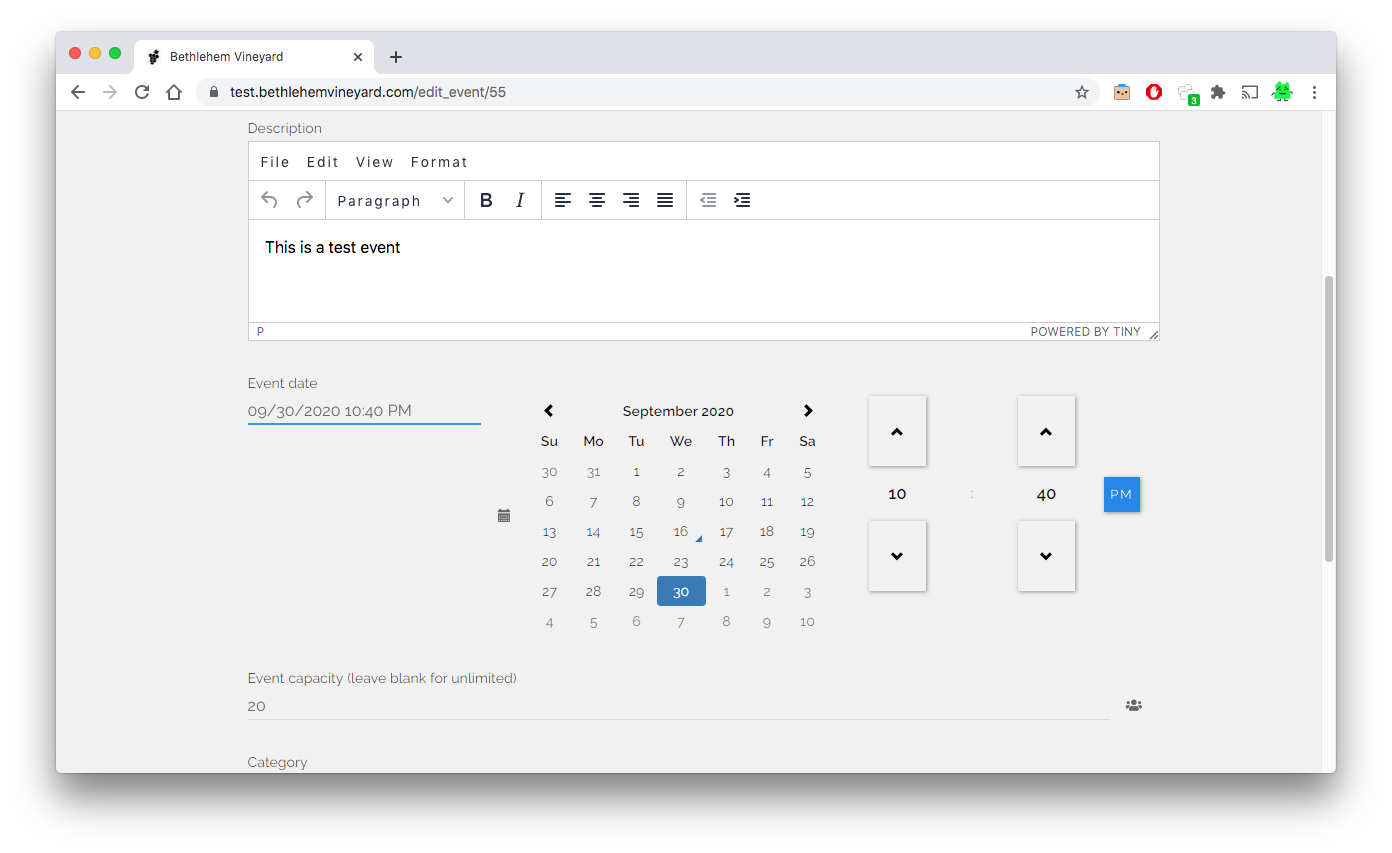 Bethlehem Vineyard
test.bethlehemvineyard.com/edit_event/55
3
Description
File Edit View Format
Paragraph B I
This is a test event
P POWERED BY TINY
Event date
09/30/2020 10:40 PM
September 2020
Su Mo Tu We Th Fr Sa
30 31 1 2 3 4 5
6 7 8 9 10 11 12
13 14 15 16 17 18 19
20 21 22 23 24 25 26
27 28 29 30 1 2 3
4 5 6 7 8 9 10
10 : 40 PM
Event capacity (leave blank for unlimited)
20
Category